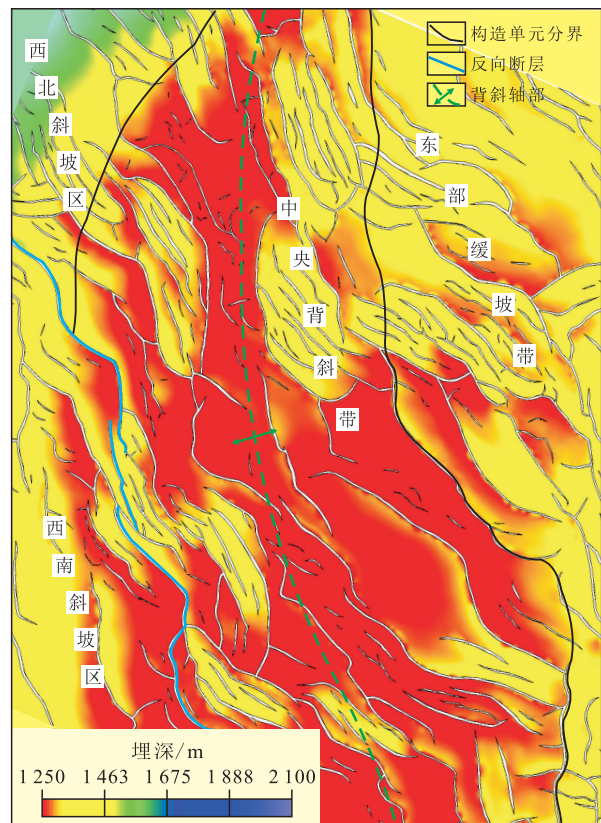 构造单元分界
反向断层
背斜轴部
西北斜坡区
东部缓坡带
中央背斜带
西南斜坡区
埋深/m
1 250 1 463 1 675 1 888 2 100